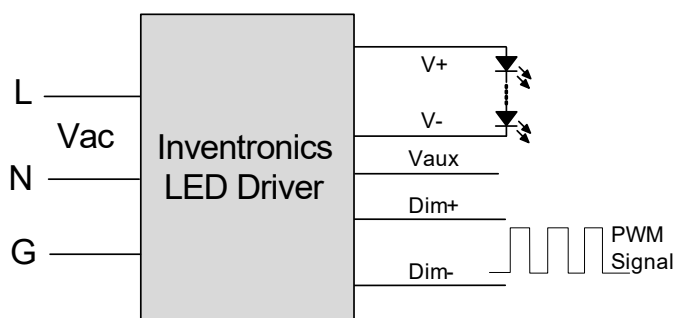 L
Vac
N
G
Inventronics
LED Driver
V+
V-
Vaux
Dim+
Dim-
PWM
Signal